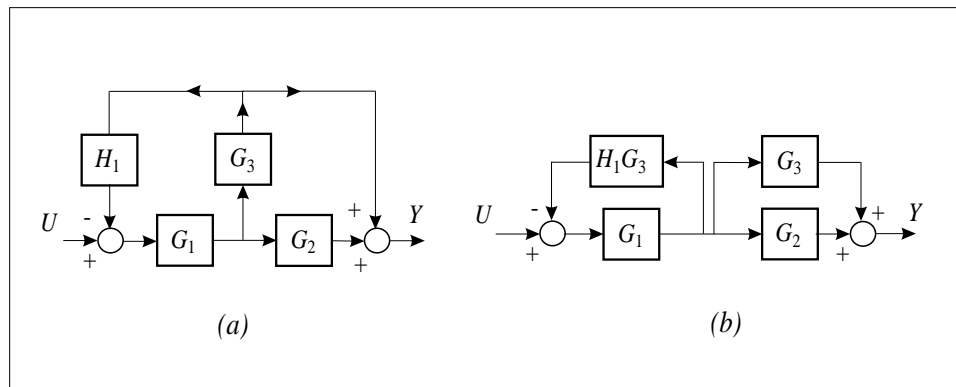 H1
G3
U
-
+
G1
G2
+
+
Y
(a)
H1G3
G3
U
-
+
G1
G2
+
+
Y
(b)